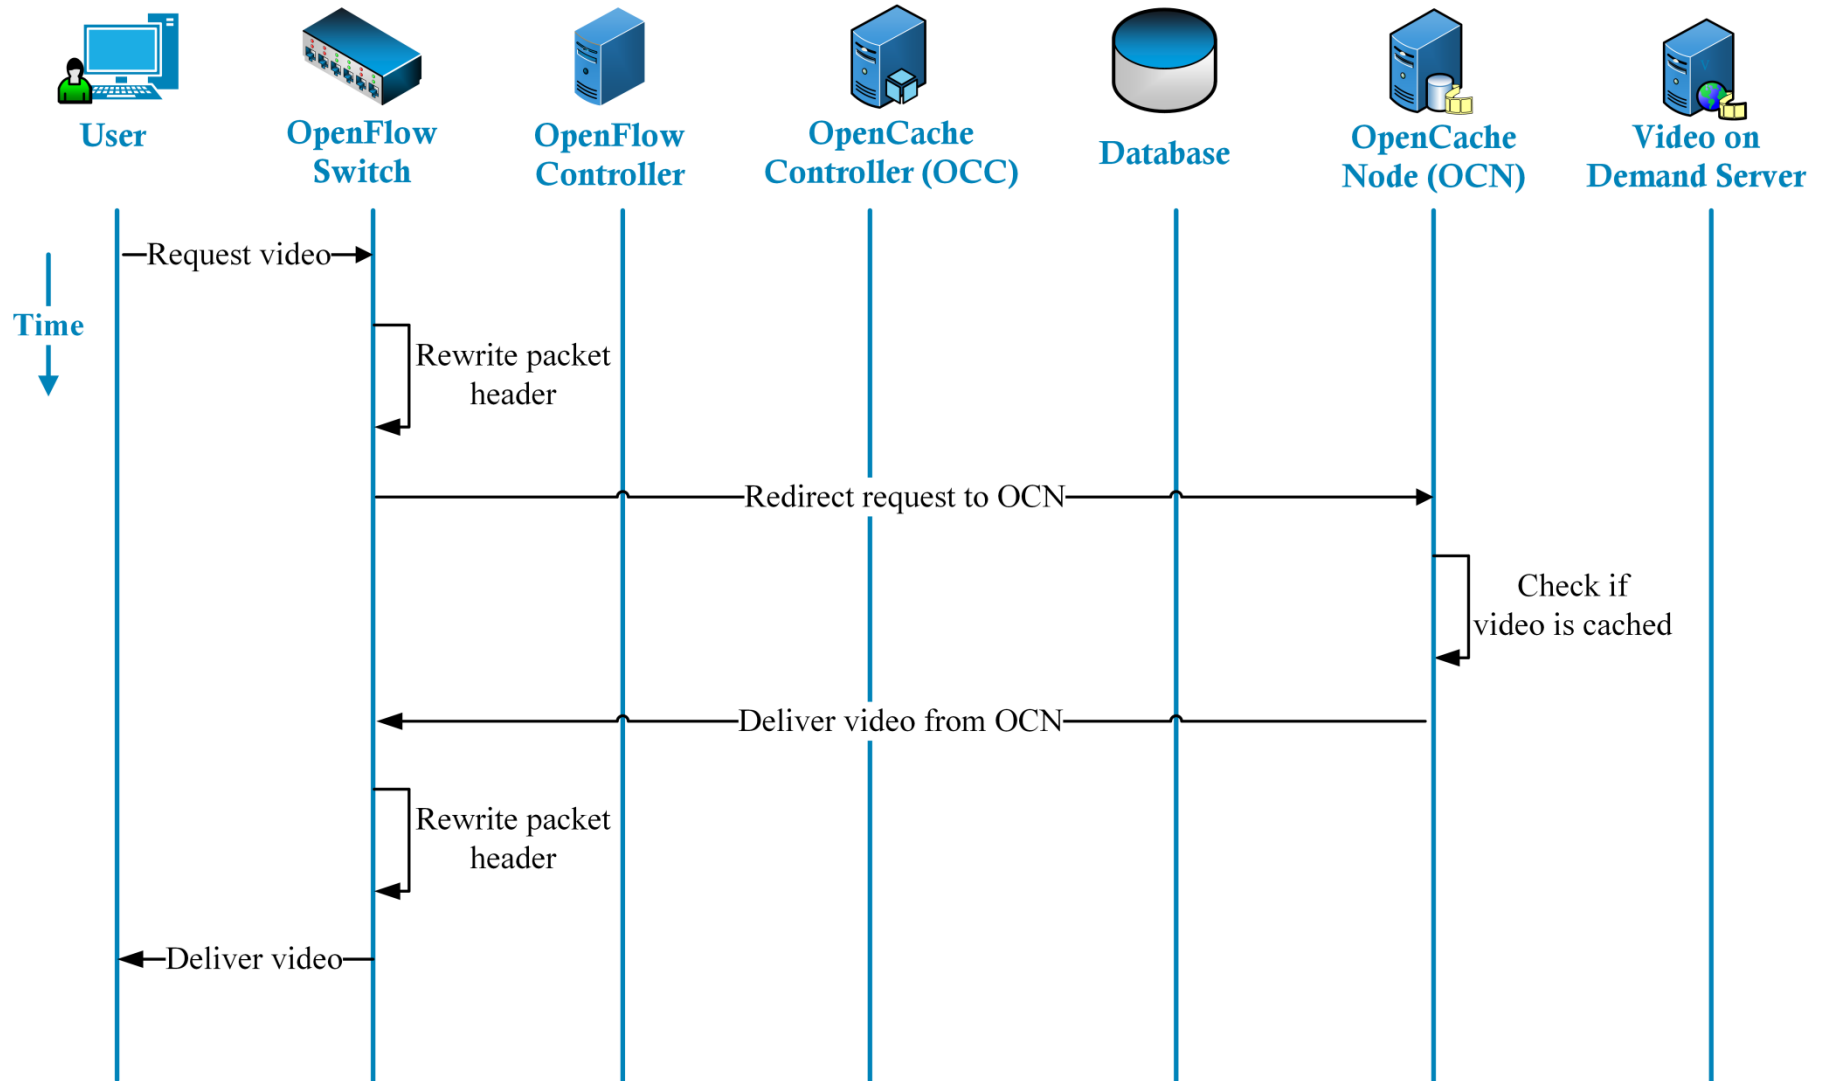 User
OpenFlow
Switch
OpenFlow
Controller
OpenCache
Controller (OCC)
Database
OpenCache
Node (OCN)
Video on
Demand Server
Request video
Time
Rewrite packet
header
Redirect request to OCN
Check if
video is cached
Deliver video from OCN
Rewrite packet
header
Deliver video